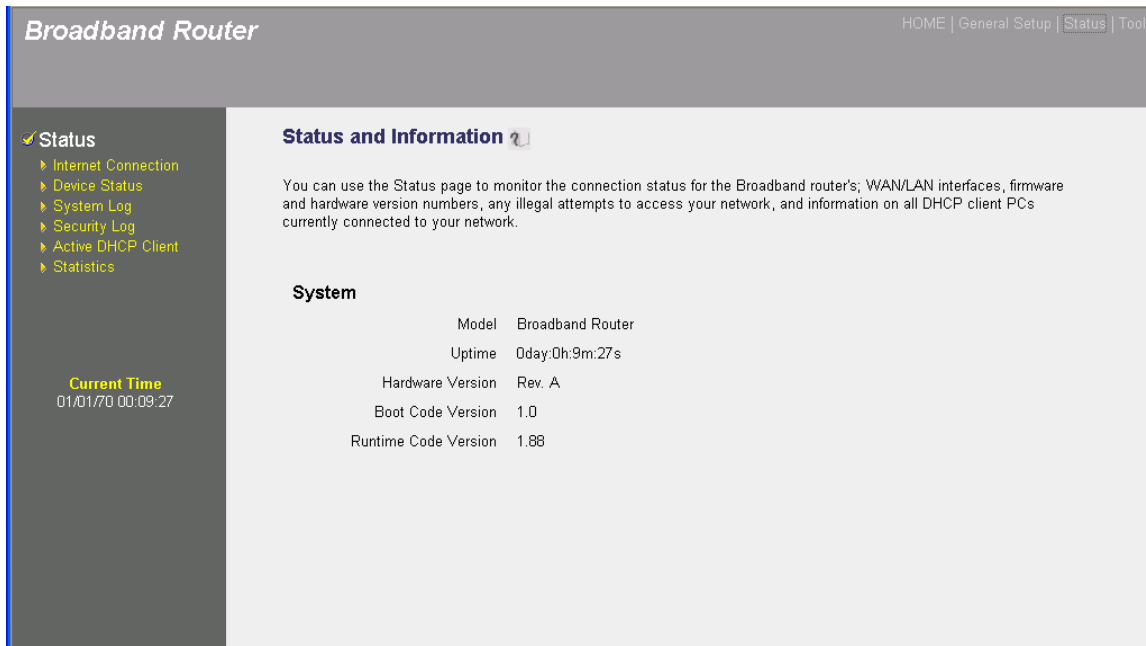 Broadband Router
HOME | General Setup | Status | Tool
Status
Internet Connection
Device Status
System Log
Security Log
Active DHCP Client
Statistics
Current Time
01/01/70 00:09:27
Status and Information
You can use the Status page to monitor the connection status for the Broadband router's; WAN/LAN interfaces, firmware
and hardware version numbers, any illegal attempts to access your network, and information on all DHCP client PCs
currently connected to your network.
System
Model Broadband Router
Uptime 0day:0h:9m:27s
Hardware Version Rev. A
Boot Code Version 1.0
Runtime Code Version 1.88